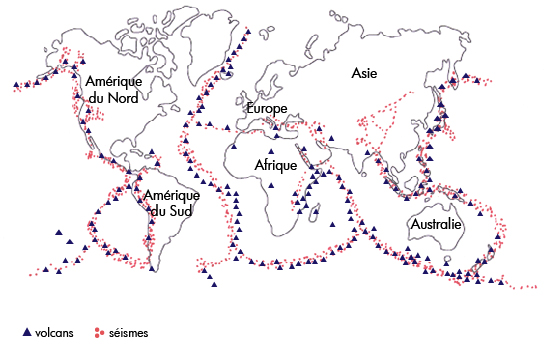 Amérique
du Nord
Europe
Asie
Afrique
Amérique
du Sud
Australie
volcans
séismes